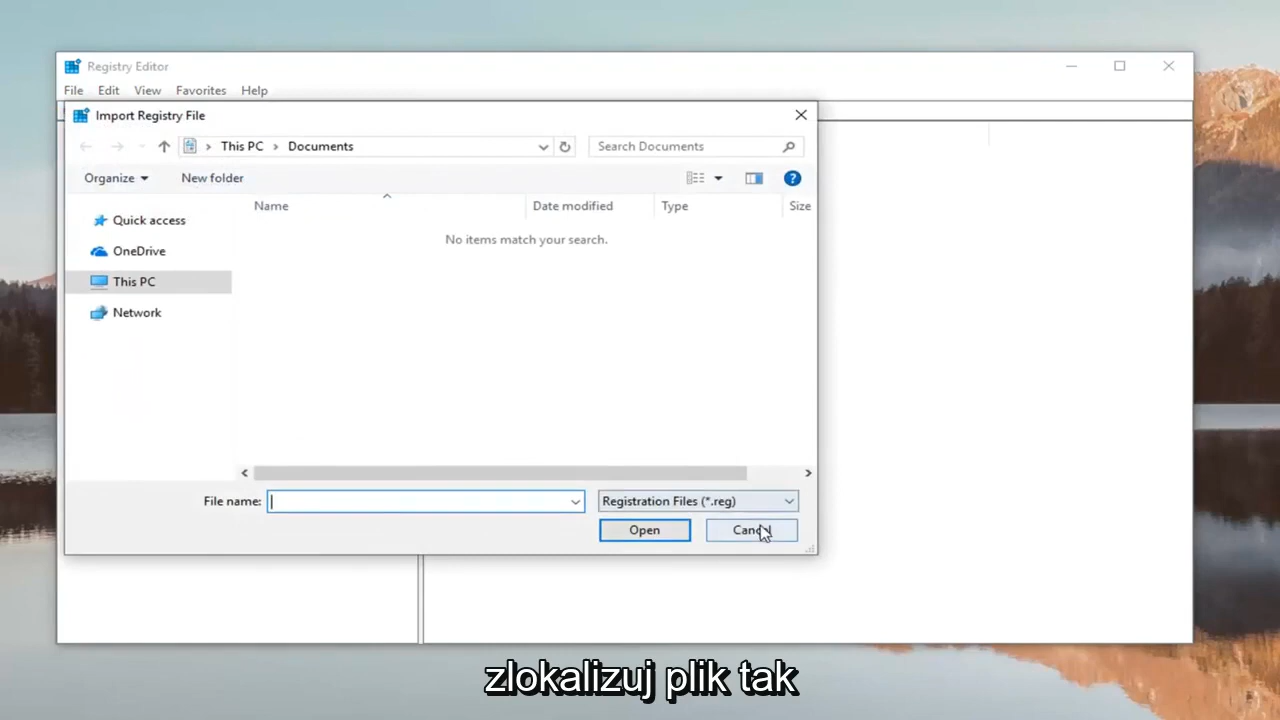 Registry Editor
File Edit View Favorites Help
Import Registry File
This PC > Documents
Search Documents
Organize
New folder
Name
Date modified
Type
Size
Quick access
OneDrive
This PC
Network
No items match your search.
File name:
Registration Files (*.reg)
Open
Cancel
zlokalizuj plik tak